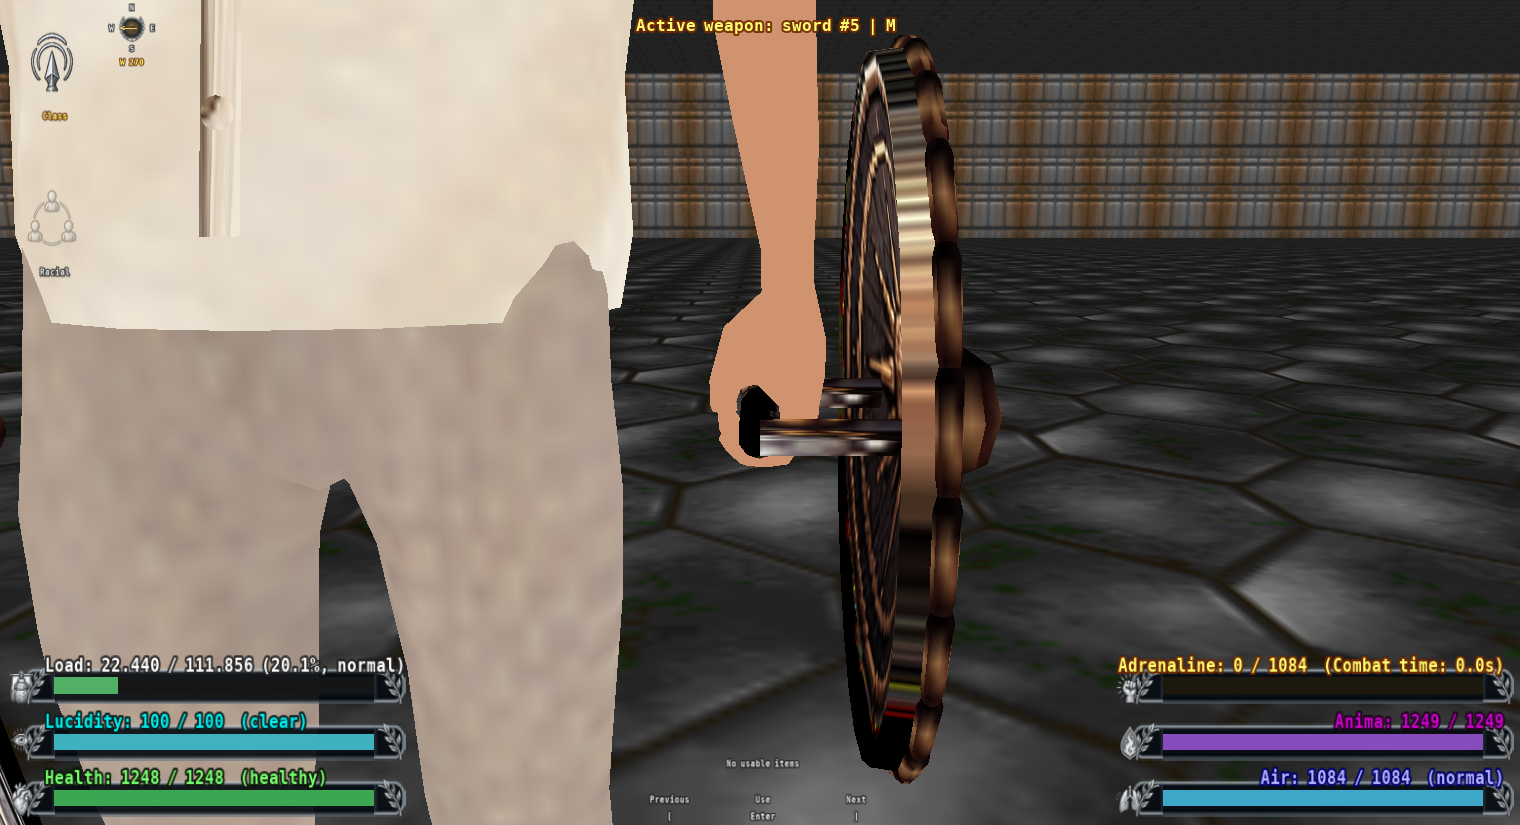 N
W E
S
W 270
Active weapon: sword #5 | M
Class
Racial
Load: 22.440 / 111.856 (20.1%, normal)
Lucidity: 100 / 100 (clear)
Health: 1248 / 1248 (healthy)
Adrenaline: 0 / 1084 (Combat time: 0.0s)
Anima: 1249 / 1249
Air: 1084 / 1084 (normal)
No usable items
Previous Use Next
[ Enter ]